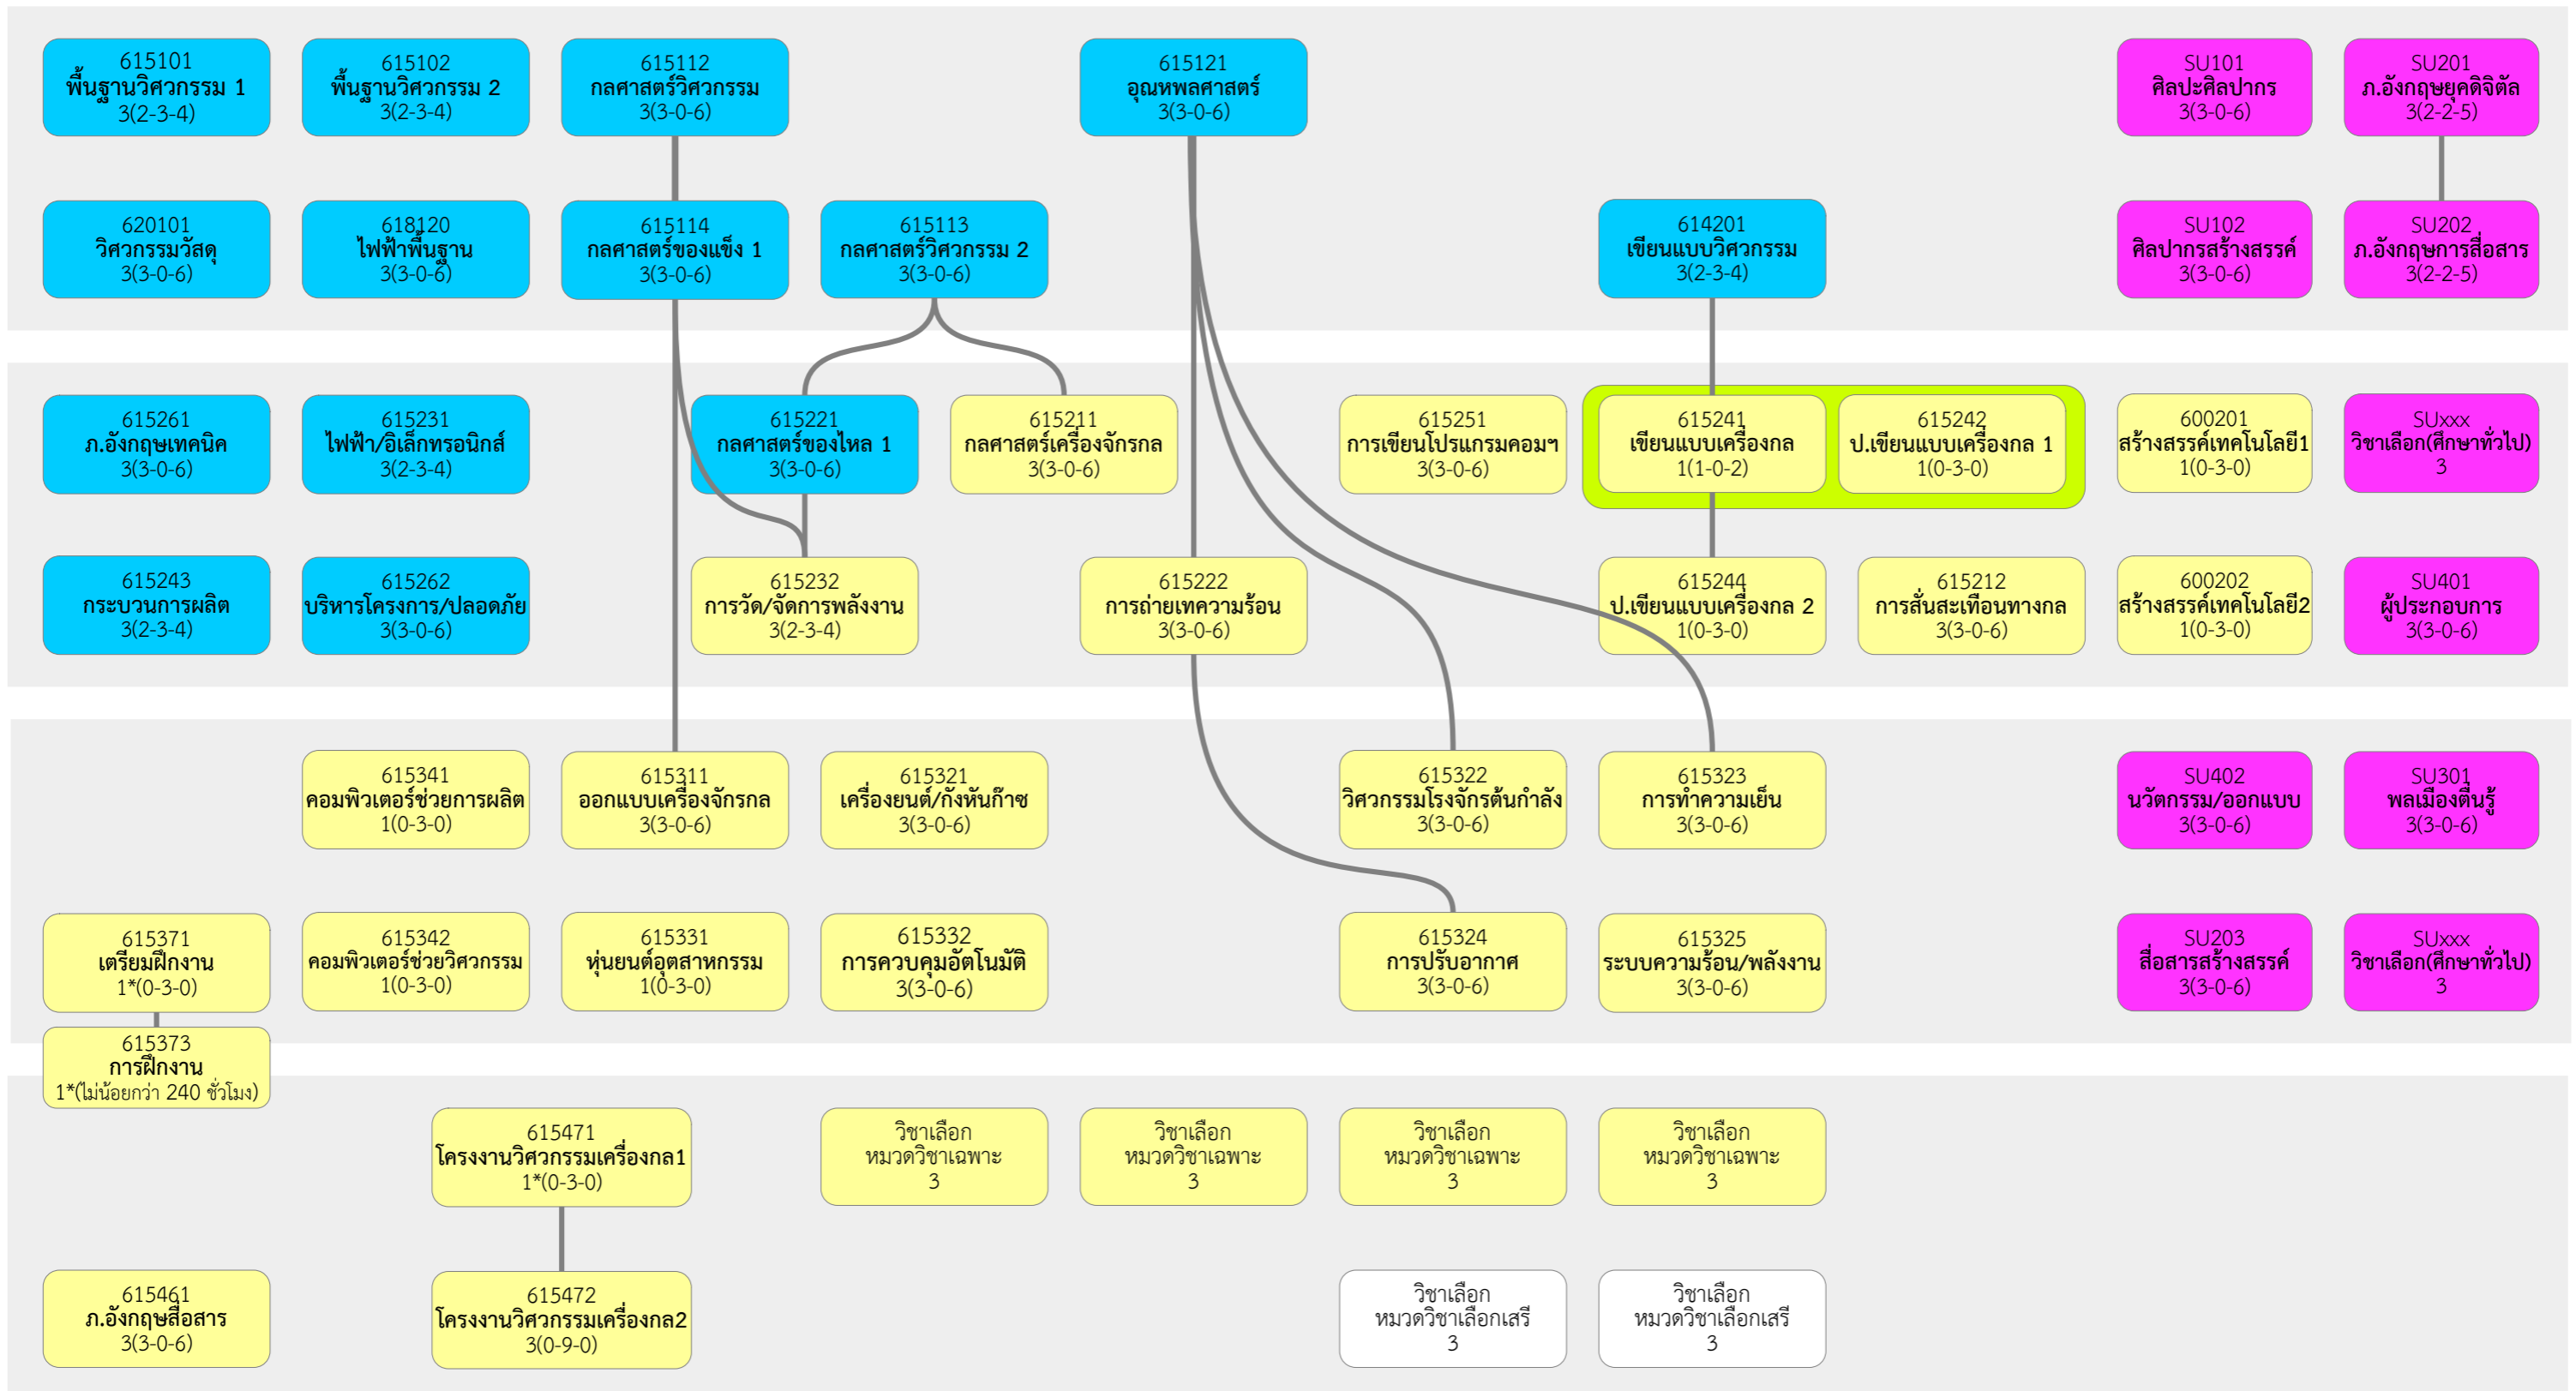 615101
พื้นฐานวิศวกรรม 1
3(2-3-4)
615102
พื้นฐานวิศวกรรม 2
3(2-3-4)
615112
กลศาสตร์วิศวกรรม
3(3-0-6)
615121
อุณหพลศาสตร์
3(3-0-6)
SU101
ศิลปะศิลปากร
3(3-0-6)
SU201
ภ.อังกฤษยุคดิจิตัล
3(2-2-5)
620101
วิศวกรรมวัสดุ
3(3-0-6)
618120
ไฟฟ้าพื้นฐาน
3(3-0-6)
615114
กลศาสตร์ของแข็ง 1
3(3-0-6)
615113
กลศาสตร์วิศวกรรม 2
3(3-0-6)
614201
เขียนแบบวิศวกรรม
3(2-3-4)
SU102
ศิลปากรสร้างสรรค์
3(3-0-6)
SU202
ภ.อังกฤษการสื่อสาร
3(2-2-5)
615261
ภ.อังกฤษเทคนิค
3(3-0-6)
615231
ไฟฟ้า/อิเล็กทรอนิกส์
3(2-3-4)
615221
กลศาสตร์ของไหล 1
3(3-0-6)
615211
กลศาสตร์เครื่องจักรกล
3(3-0-6)
615251
การเขียนโปรแกรมคอมฯ
3(3-0-6)
615241
เขียนแบบเครื่องกล
1(1-0-2)
615242
ป.เขียนแบบเครื่องกล 1
1(0-3-0)
600201
สร้างสรรค์เทคโนโลยี1
1(0-3-0)
SUxxx
วิชาเลือก(ศึกษาทั่วไป)
3
615243
กระบวนการผลิต
3(2-3-4)
615262
บริหารโครงการ/ปลอดภัย
3(3-0-6)
615232
การวัด/จัดการพลังงาน
3(2-3-4)
615222
การถ่ายเทความร้อน
3(3-0-6)
615244
ป.เขียนแบบเครื่องกล 2
1(0-3-0)
615212
การสั่นสะเทือนทางกล
3(3-0-6)
600202
สร้างสรรค์เทคโนโลยี2
1(0-3-0)
SU401
ผู้ประกอบการ
3(3-0-6)
615341
คอมพิวเตอร์ช่วยการผลิต
1(0-3-0)
615311
ออกแบบเครื่องจักรกล
3(3-0-6)
615321
เครื่องยนต์/กังหันก๊าซ
3(3-0-6)
615322
วิศวกรรมโรงจักรต้นกำลัง
3(3-0-6)
615323
การทำความเย็น
3(3-0-6)
SU402
นวัตกรรม/ออกแบบ
3(3-0-6)
SU301
พลเมืองตื่นรู้
3(3-0-6)
615371
เตรียมฝึกงาน
1*(0-3-0)
615342
คอมพิวเตอร์ช่วยวิศวกรรม
1(0-3-0)
615331
หุ่นยนต์อุตสาหกรรม
1(0-3-0)
615332
การควบคุมอัตโนมัติ
3(3-0-6)
615324
การปรับอากาศ
3(3-0-6)
615325
ระบบความร้อน/พลังงาน
3(3-0-6)
SU203
สื่อสารสร้างสรรค์
3(3-0-6)
SUxxx
วิชาเลือก(ศึกษาทั่วไป)
3
615373
การฝึกงาน
1*(ไม่น้อยกว่า 240 ชั่วโมง)
615471
โครงงานวิศวกรรมเครื่องกล1
1*(0-3-0)
วิชาเลือก
หมวดวิชาเฉพาะ
3
วิชาเลือก
หมวดวิชาเฉพาะ
3
วิชาเลือก
หมวดวิชาเฉพาะ
3
วิชาเลือก
หมวดวิชาเฉพาะ
3
615461
ภ.อังกฤษสื่อสาร
3(3-0-6)
615472
โครงงานวิศวกรรมเครื่องกล2
3(0-9-0)
วิชาเลือก
หมวดวิชาเลือกเสรี
3
วิชาเลือก
หมวดวิชาเลือกเสรี
3